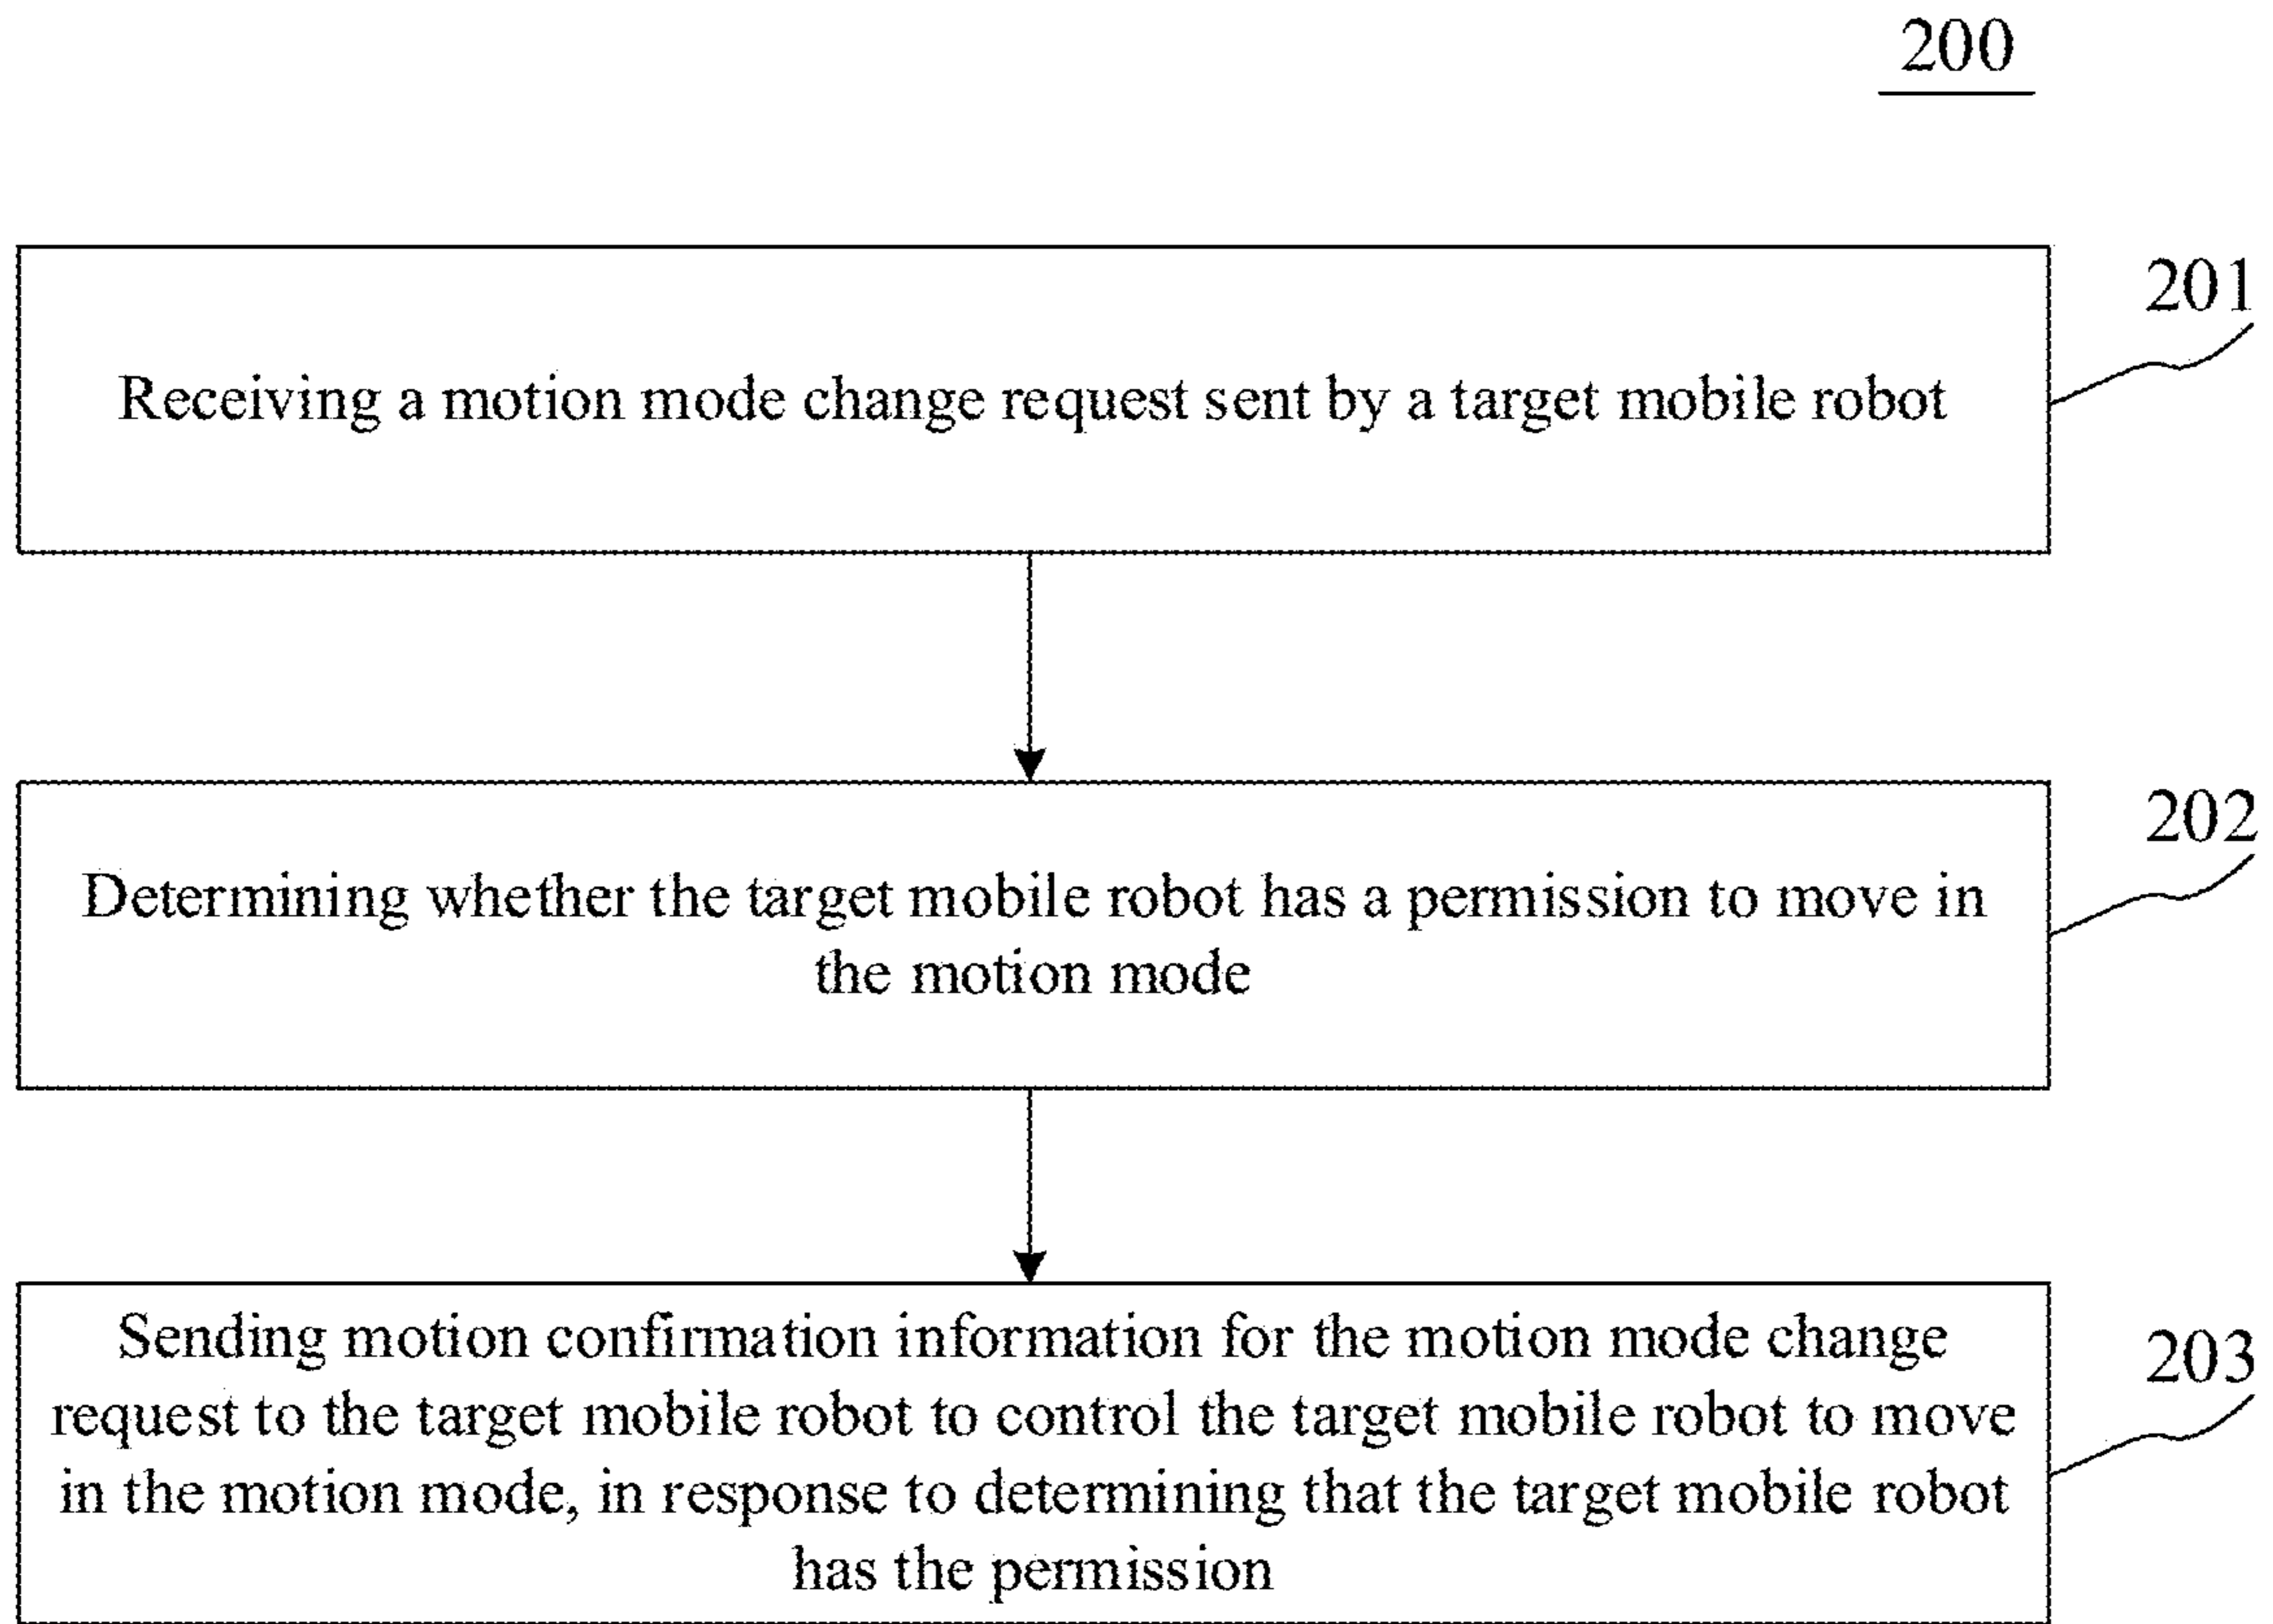 200
201
Receiving a motion mode change request sent by a target mobile robot
202
Determining whether the target mobile robot has a permission to move in
the motion mode
203
Sending motion confirmation information for the motion mode change
request to the target mobile robot to control the target mobile robot to move
in the motion mode, in response to determining that the target mobile robot
has the permission